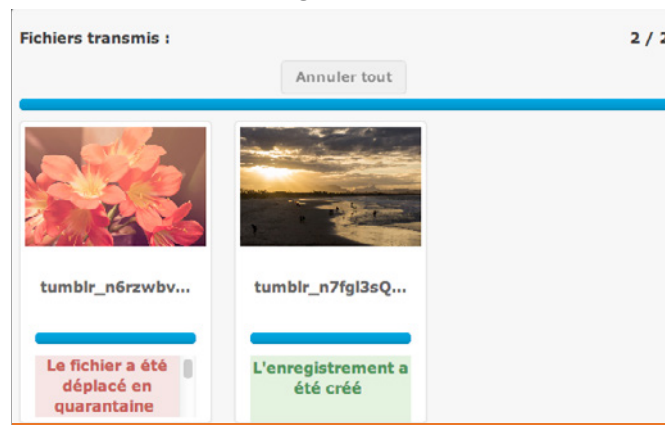 Fichiers transmis :
2 / 2
Annuler tout
tumblr_n6rzwbv...
tumblr_n7fgl3sQ...
Le fichier a été
déplacé en
quarantaine
L'enregistrement a
été créé